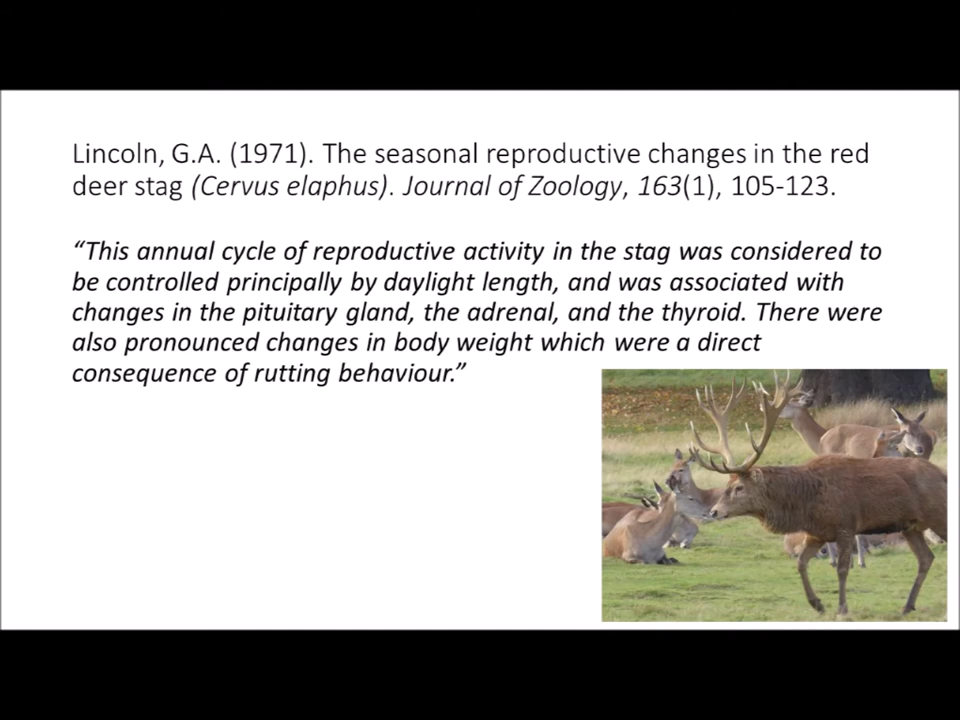 Lincoln, G.A. (1971). The seasonal reproductive changes in the red
deer stag (Cervus elaphus). Journal of Zoology, 163(1), 105-123.
“This annual cycle of reproductive activity in the stag was considered to
be controlled principally by daylight length, and was associated with
changes in the pituitary gland, the adrenal, and the thyroid. There were
also pronounced changes in body weight which were a direct
consequence of rutting behaviour.”